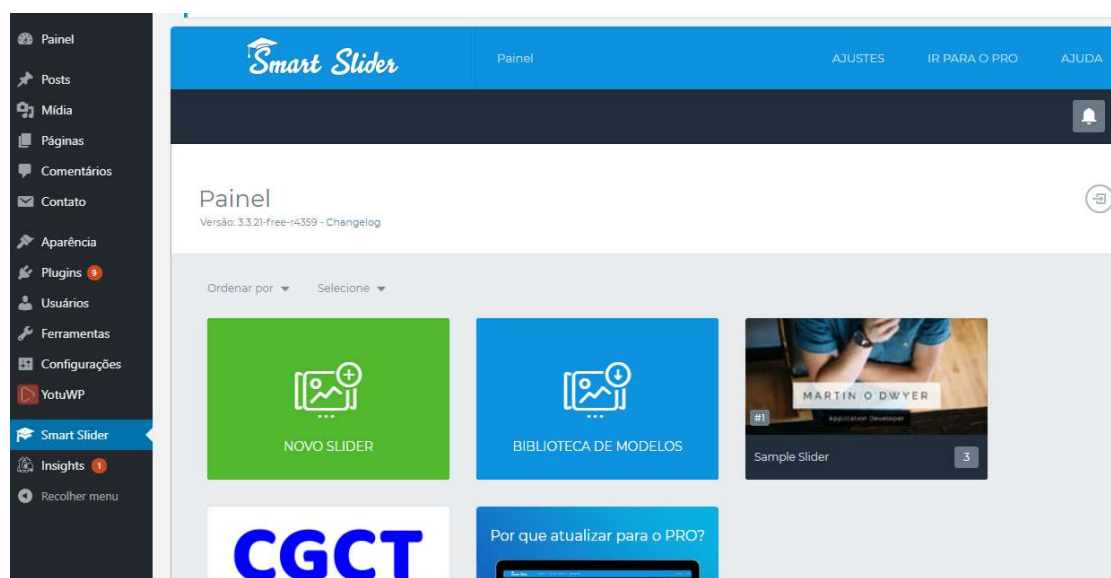 Painel
Posts
Mídia
Páginas
Comentários
Contato
Aparência
Plugins 9
Usuários
Ferramentas
Configurações
YotuWP
Smart Slider
Insights 1
Recolher menu
Smart Slider
Painel
AJUSTES
IR PARA O PRO
AJUDA
Painel
Versão: 3.3.21-free-r4359 - Changelog
Ordenar por
Selecione
NOVO SLIDER
BIBLIOTECA DE MODELOS
MARTIN O'DWYER
Application Developer
#1
Sample Slider
3
CGCT
Por que atualizar para o PRO?